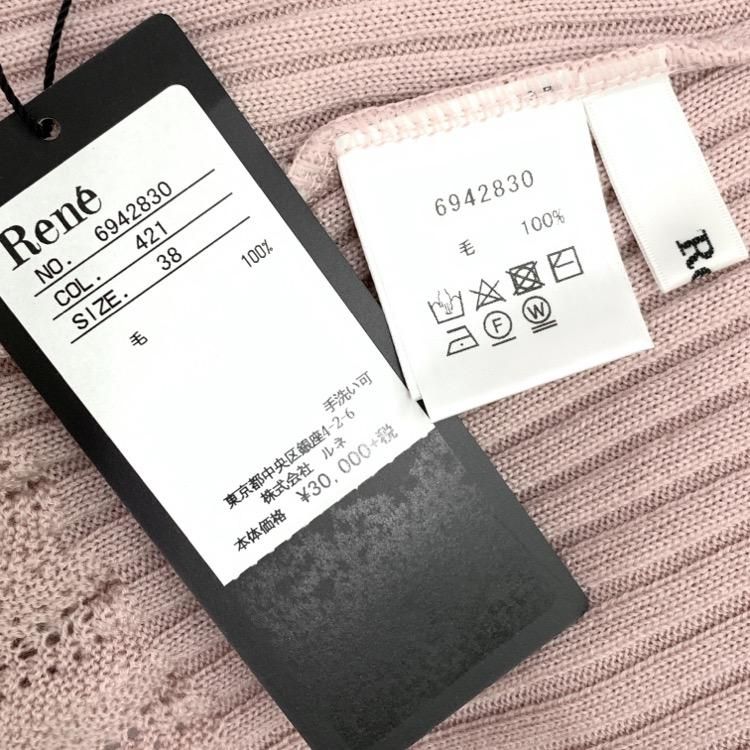 René
NO. 6942830
COL. 421
SIZE. 38
毛 100%
手洗い可
東京都中央区銀座4-2-6
株式会社 ルネ
本体価格 ¥30,000+税
6942830
毛 100%
F
W